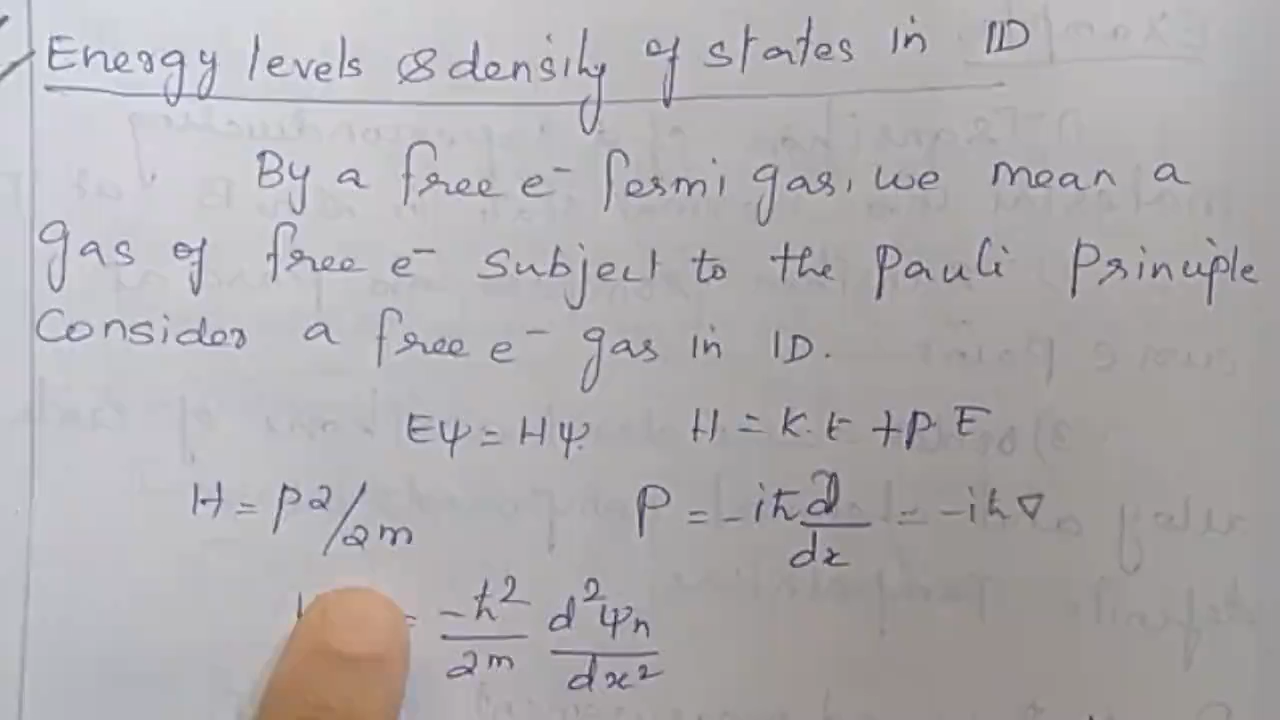 Energy levels & density of states in 1D
By a free e⁻ fermi gas, we mean a
gas of free e⁻ subject to the Pauli Principle
Consider a free e⁻ gas in 1D.
Eψ = Hψ. H = K.E + P.E
H = P2/2m P = -iħ d/dx = -iħ∇
= -ħ²/2m d²ψn/dx²